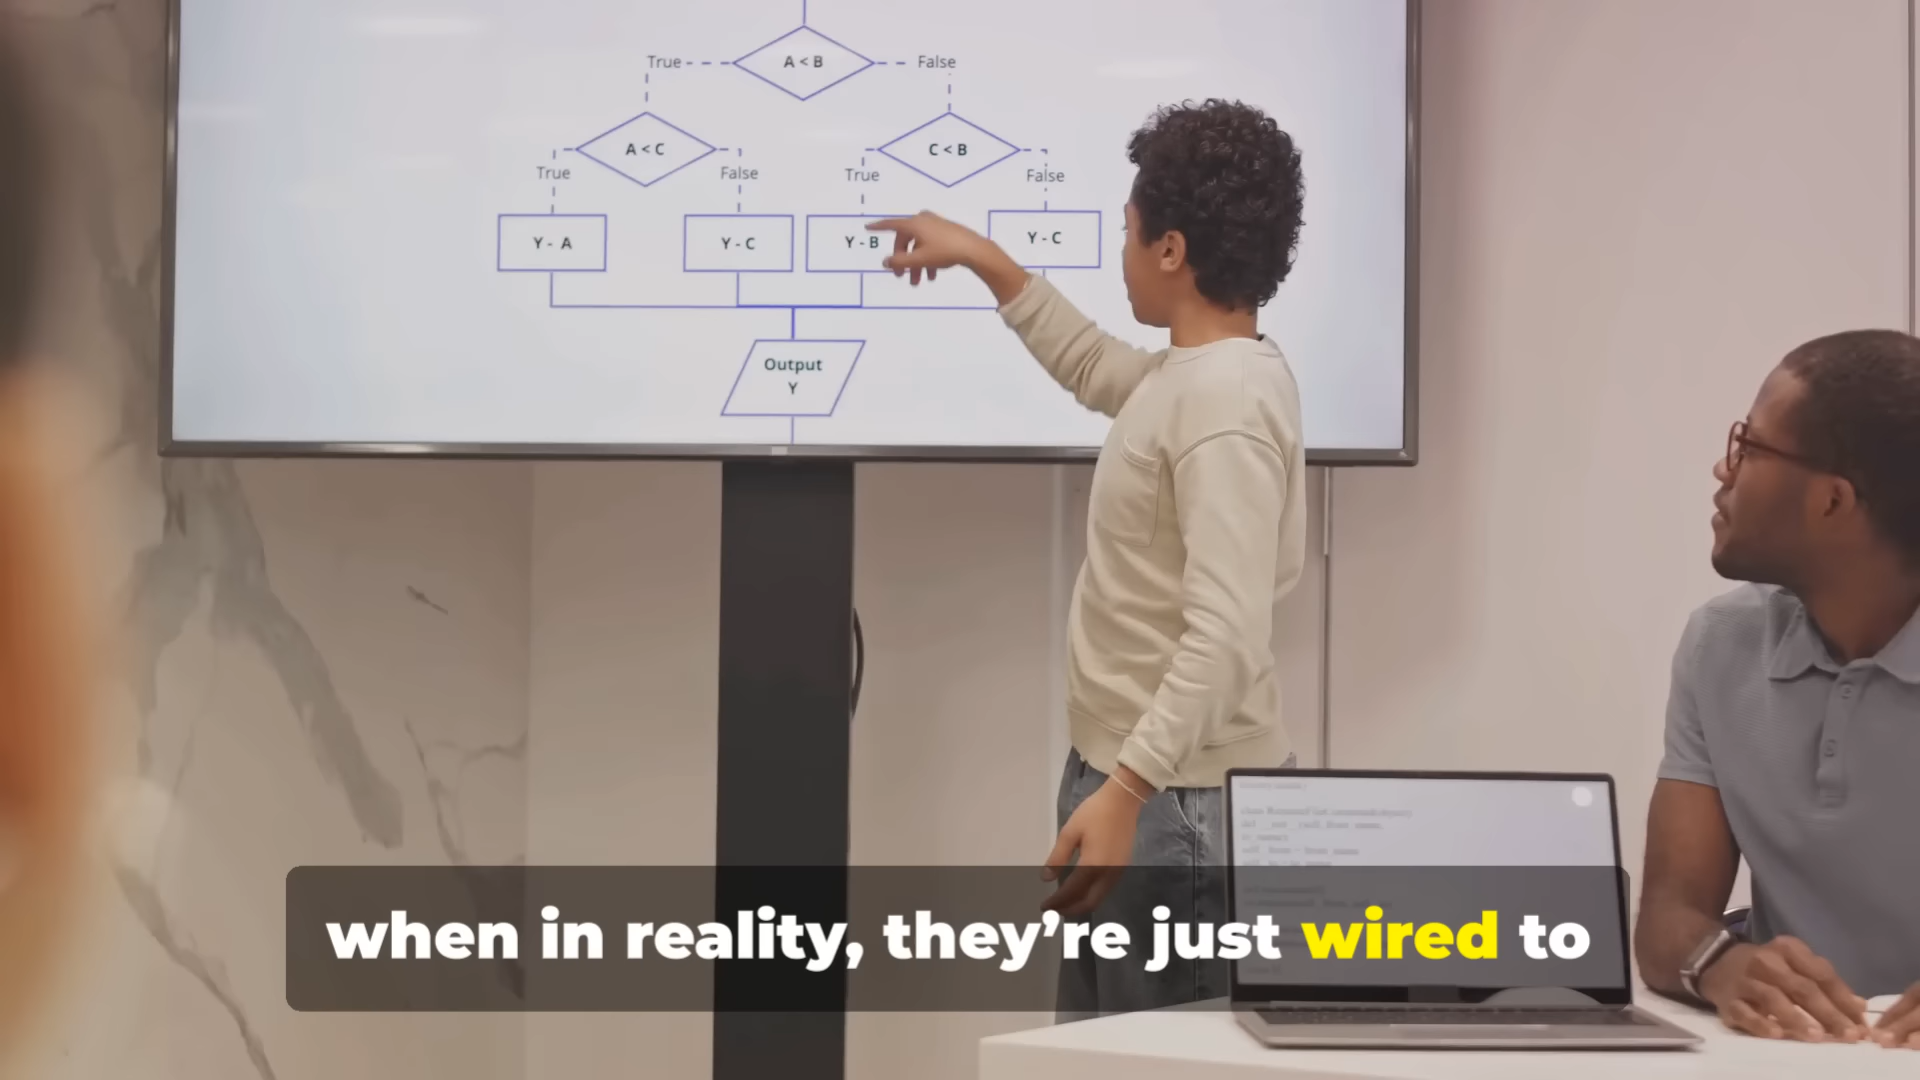 A < B
True
False
A < C
C < B
True
False
True
False
Y - A
Y - C
Y - B
Y - C
Output
Y
when in reality, they're just wired to